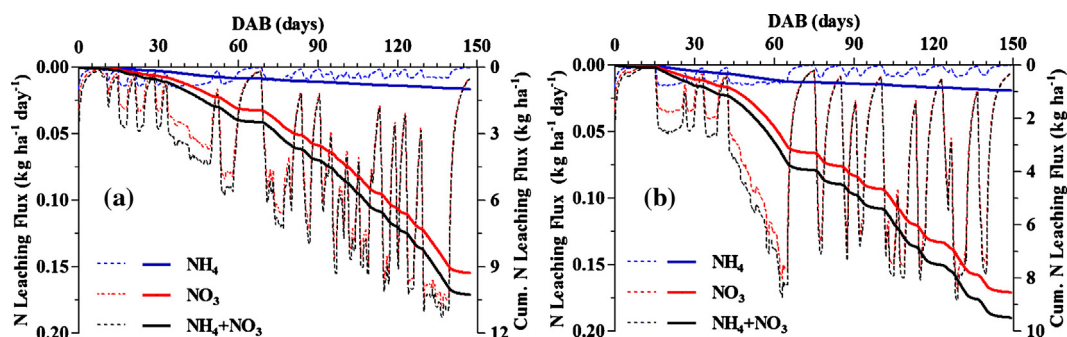 DAB (days)
0 30 60 90 120 150
N Leaching Flux (kg ha⁻¹ day⁻¹)
0.00
0.05
0.10
0.15
0.20
Cum. N Leaching Flux (kg ha⁻¹)
0
3
6
9
12
(a)
NH₄
NO₃
NH₄+NO₃
DAB (days)
0 30 60 90 120 150
N Leaching Flux (kg ha⁻¹ day⁻¹)
0.00
0.05
0.10
0.15
0.20
Cum. N Leaching Flux (kg ha⁻¹)
0
2
4
6
8
10
(b)
NH₄
NO₃
NH₄+NO₃